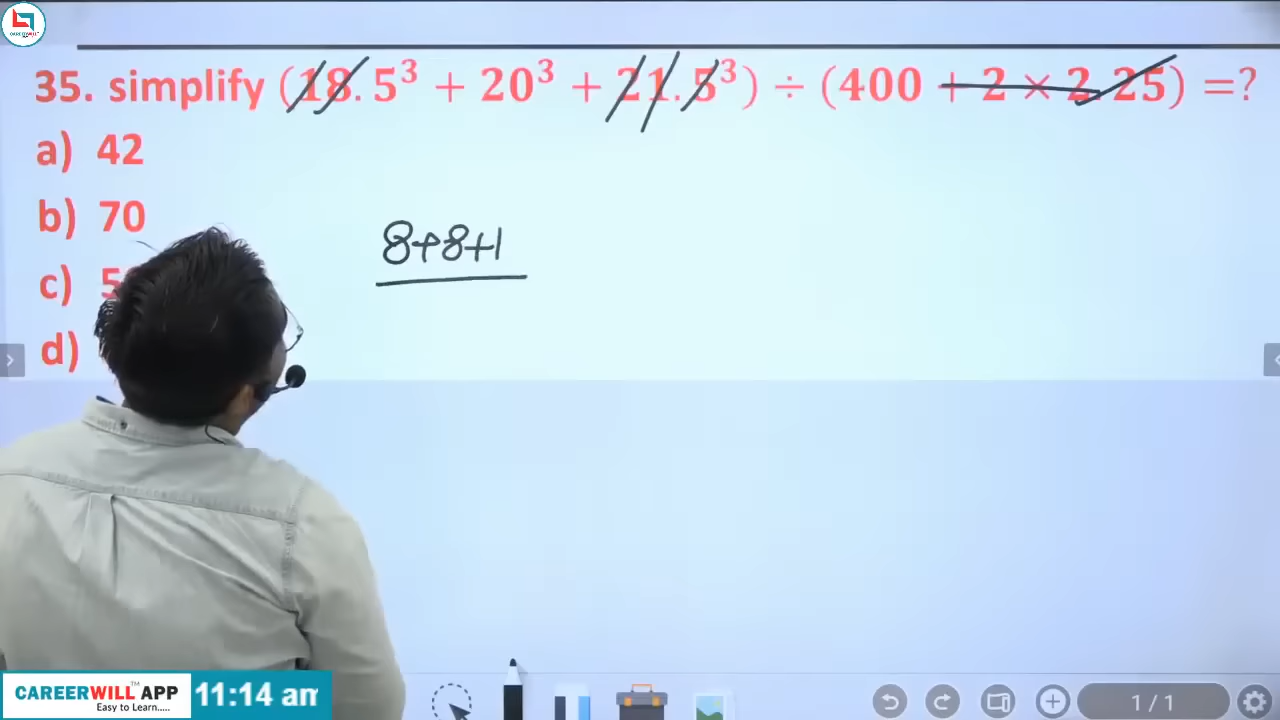 CAREERWILL
35. simplify (18.5³ + 20³ + 21.5³) ÷ (400 + 2 × 2.25) =?
a) 42
b) 70
8+8+1
c) 5
d)
CAREERWILL™APP
Easy to Learn.....
11:14 am
1 / 1